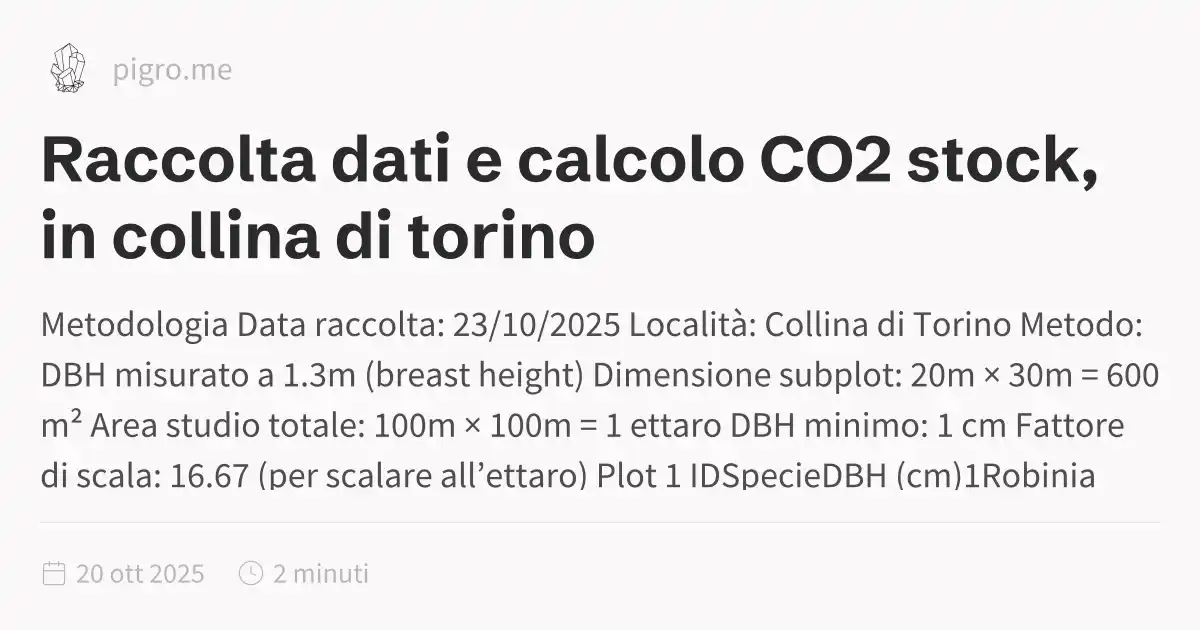 pigro.me
Raccolta dati e calcolo CO2 stock,
in collina di torino
Metodologia Data raccolta: 23/10/2025 Località: Collina di Torino Metodo:
DBH misurato a 1.3m (breast height) Dimensione subplot: 20m × 30m = 600
m² Area studio totale: 100m × 100m = 1 ettaro DBH minimo: 1 cm Fattore
di scala: 16.67 (per scalare all’ettaro) Plot 1 IDSpecieDBH (cm)1Robinia
20 ott 2025
2 minuti